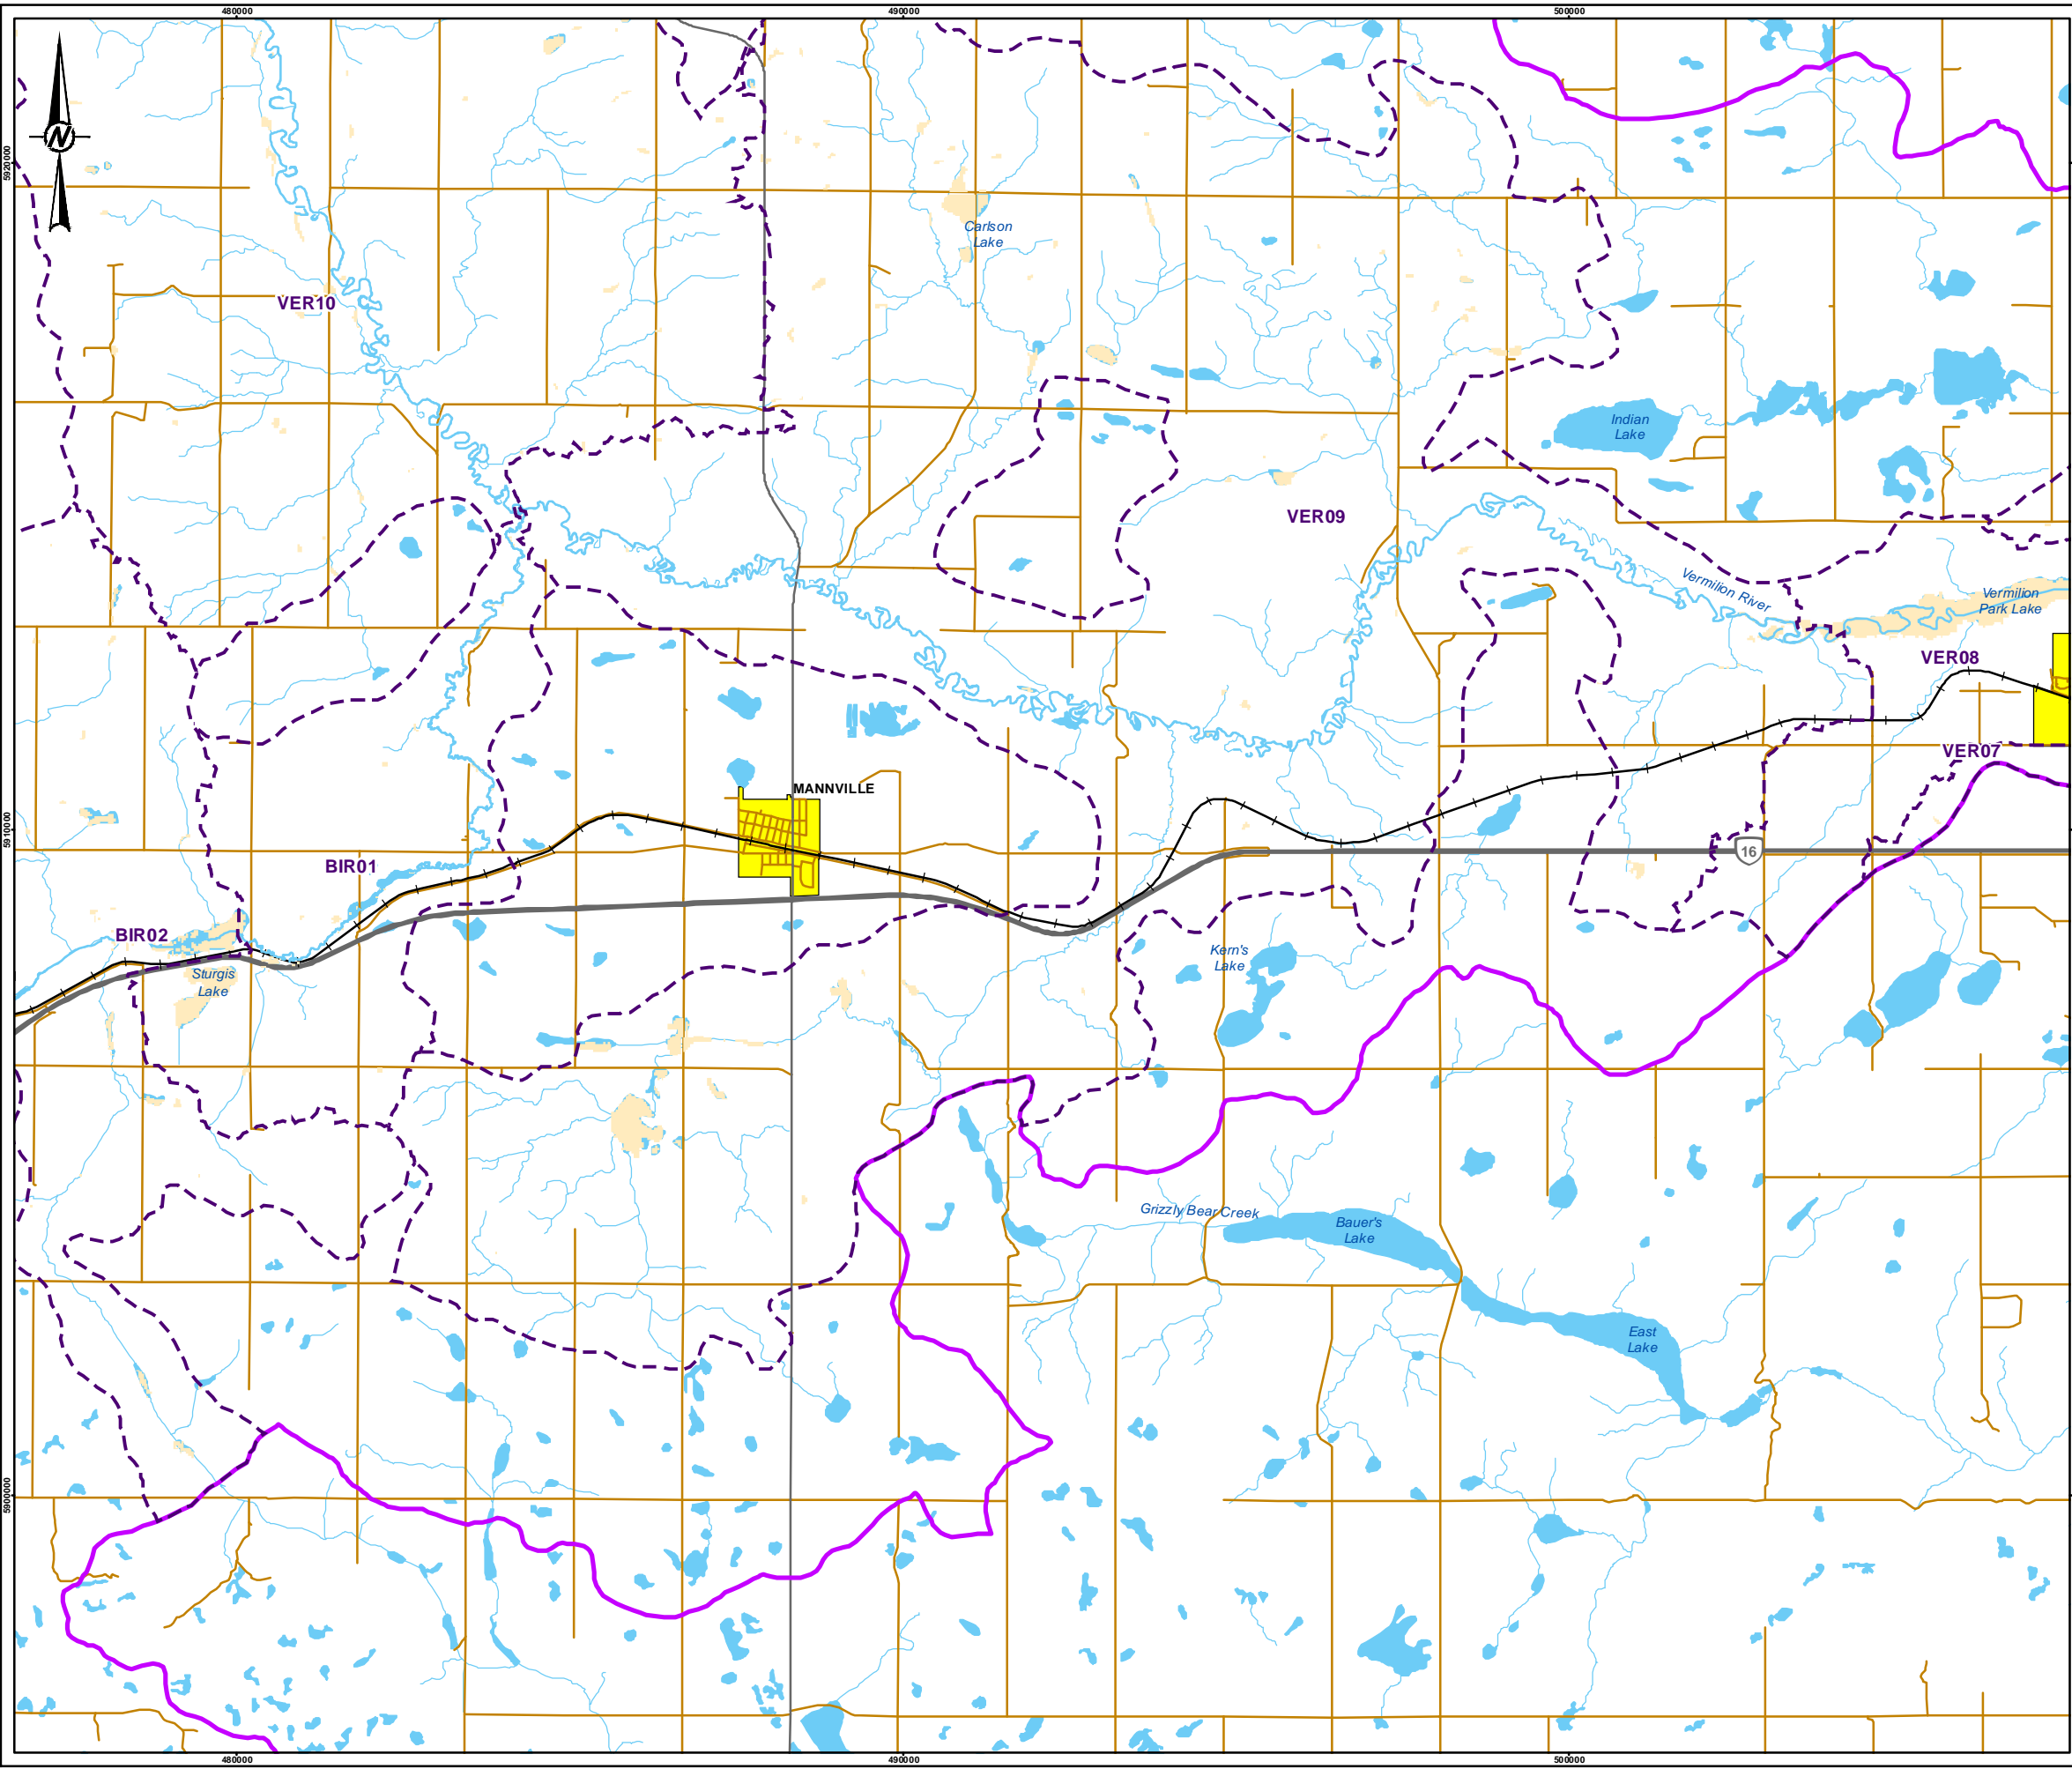 480000
490000
500000
5920000
N
Carlson
Lake
VER10
Indian
Lake
VER09
Vermilion River
Vermilion
Park Lake
VER08
VER07
MANNVILLE
5910000
16
BIR01
BIR02
Sturgis
Lake
Kern's
Lake
Grizzly Bear Creek
Bauer's
Lake
East
Lake
5900000
480000
490000
500000